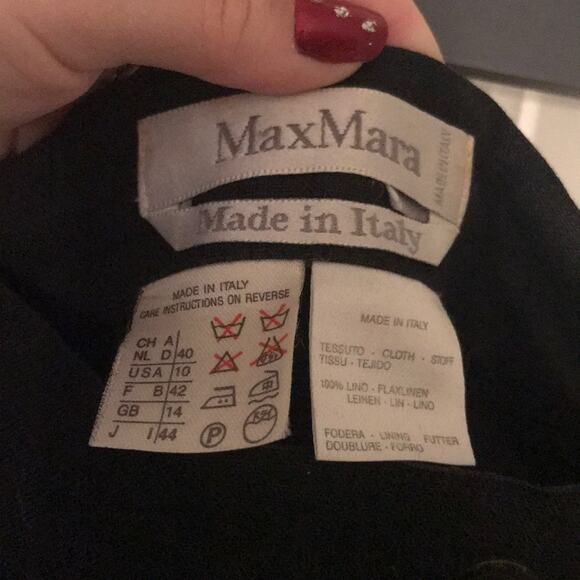 MaxMara
MADE IN ITALY
Made in Italy
MADE IN ITALY
CARE INSTRUCTIONS ON REVERSE
CH A
NL D 40
USA 10
F B 42
GB 14
J I 44
P
MADE IN ITALY
TESSUTO - CLOTH - STOFF
TISSU - TEJIDO
100% LINO - FLAXLINEN
LEINEN - LIN - LINO
FODERA - LINING FUTTER
DOUBLURE - FORRO